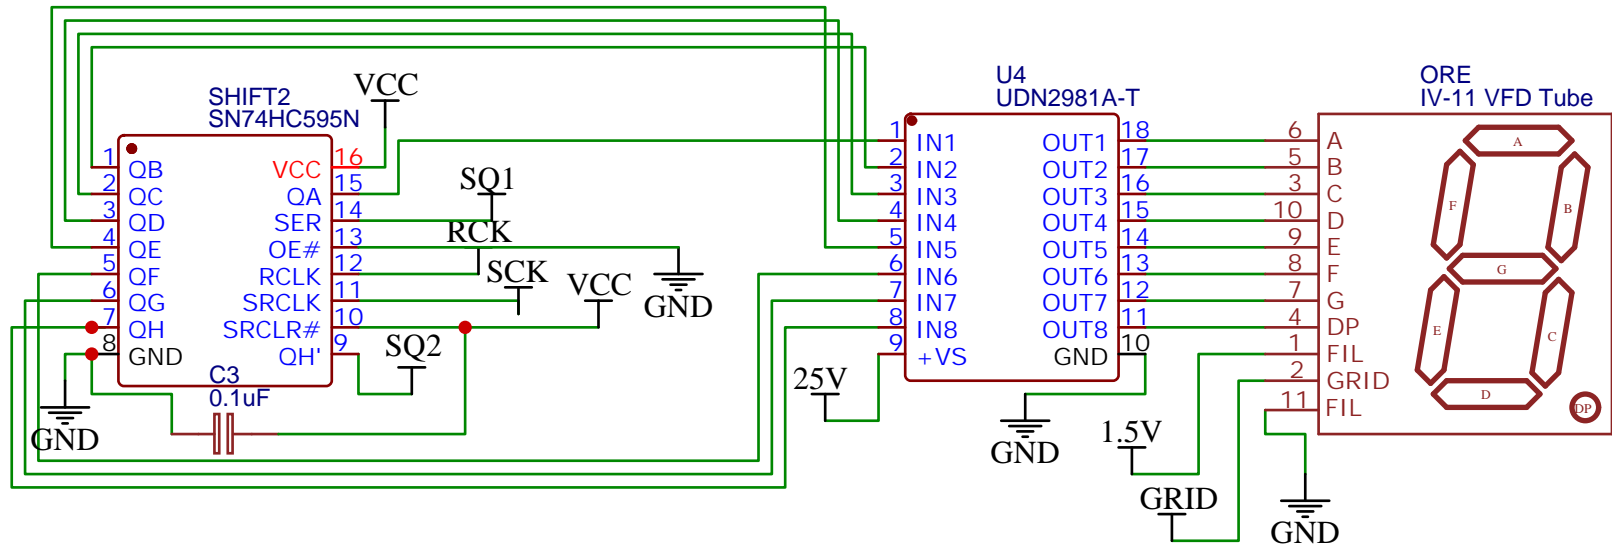 SHIFT2
SN74HC595N
VCC
1 QB
2 QC
3 QD
4 QE
5 QF
6 QG
7 QH
8 GND
VCC 16
QA 15
SER 14
OE# 13
RCLK 12
SRCLK 11
SRCLR# 10
QH' 9
SQ1
RCK
SCK
VCC
GND
SQ2
GND
C3
0.1uF
U4
UDN2981A-T
1 IN1
2 IN2
3 IN3
4 IN4
5 IN5
6 IN6
7 IN7
8 IN8
9 +VS
OUT1 18
OUT2 17
OUT3 16
OUT4 15
OUT5 14
OUT6 13
OUT7 12
OUT8 11
GND 10
25V
GND
1.5V
GRID
GND
ORE
IV-11 VFD Tube
6 A
5 B
3 C
10 D
9 E
8 F
7 G
4 DP
1 FIL
2 GRID
11 FIL
A
F
B
G
E
C
D
DP